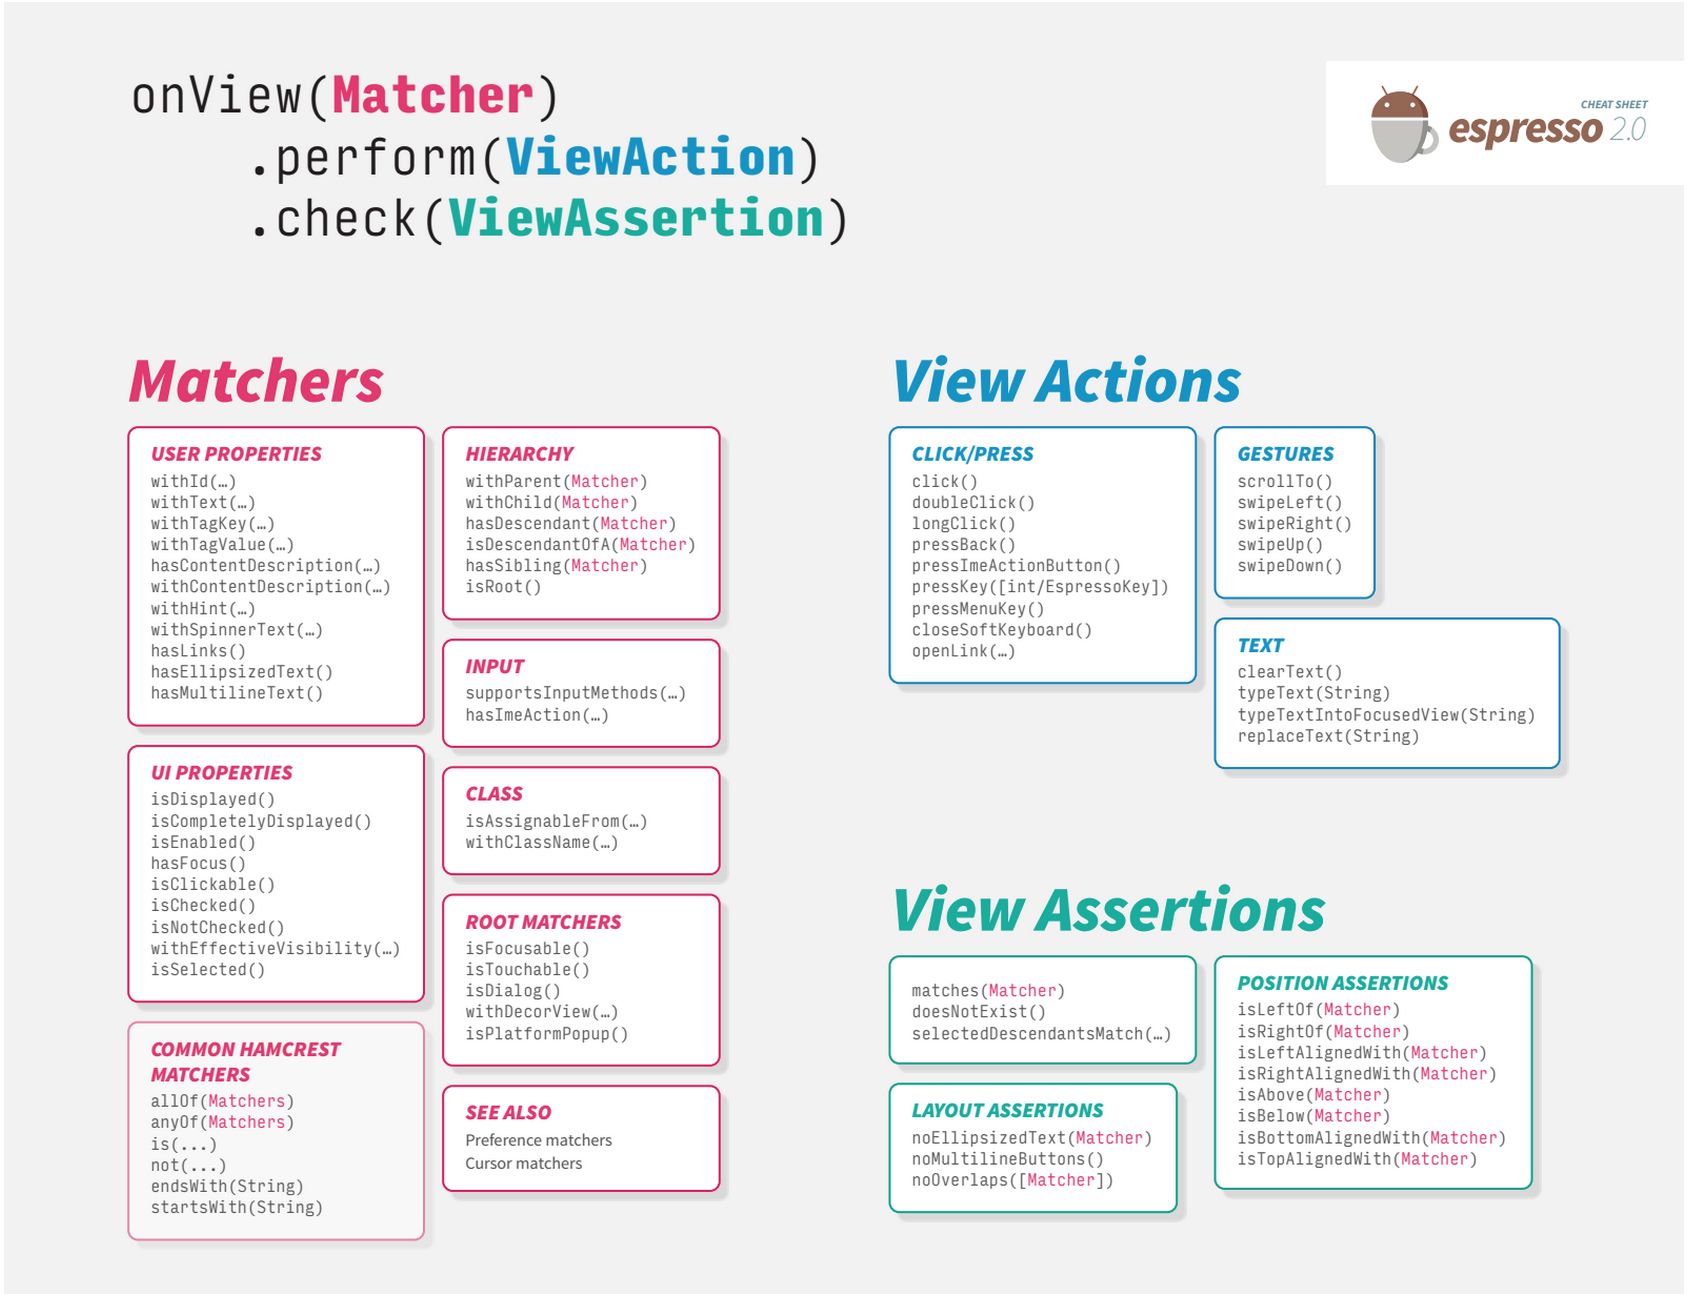 onView(Matcher)
.perform(ViewAction)
.check(ViewAssertion)
CHEAT SHEET
espresso 2.0
Matchers
USER PROPERTIES
withId(…)
withText(…)
withTagKey(…)
withTagValue(…)
hasContentDescription(…)
withContentDescription(…)
withHint(…)
withSpinnerText(…)
hasLinks()
hasEllipsizedText()
hasMultilineText()
UI PROPERTIES
isDisplayed()
isCompletelyDisplayed()
isEnabled()
hasFocus()
isClickable()
isChecked()
isNotChecked()
withEffectiveVisibility(…)
isSelected()
COMMON HAMCREST
MATCHERS
allOf(Matchers)
anyOf(Matchers)
is(...)
not(...)
endsWith(String)
startsWith(String)
HIERARCHY
withParent(Matcher)
withChild(Matcher)
hasDescendant(Matcher)
isDescendantOfA(Matcher)
hasSibling(Matcher)
isRoot()
INPUT
supportsInputMethods(…)
hasImeAction(…)
CLASS
isAssignableFrom(…)
withClassName(…)
ROOT MATCHERS
isFocusable()
isTouchable()
isDialog()
withDecorView(…)
isPlatformPopup()
SEE ALSO
Preference matchers
Cursor matchers
View Actions
CLICK/PRESS
click()
doubleClick()
longClick()
pressBack()
pressImeActionButton()
pressKey([int/EspressoKey])
pressMenuKey()
closeSoftKeyboard()
openLink(…)
GESTURES
scrollTo()
swipeLeft()
swipeRight()
swipeUp()
swipeDown()
TEXT
clearText()
typeText(String)
typeTextIntoFocusedView(String)
replaceText(String)
View Assertions
matches(Matcher)
doesNotExist()
selectedDescendantsMatch(…)
LAYOUT ASSERTIONS
noEllipsizedText(Matcher)
noMultilineButtons()
noOverlaps([Matcher])
POSITION ASSERTIONS
isLeftOf(Matcher)
isRightOf(Matcher)
isLeftAlignedWith(Matcher)
isRightAlignedWith(Matcher)
isAbove(Matcher)
isBelow(Matcher)
isBottomAlignedWith(Matcher)
isTopAlignedWith(Matcher)